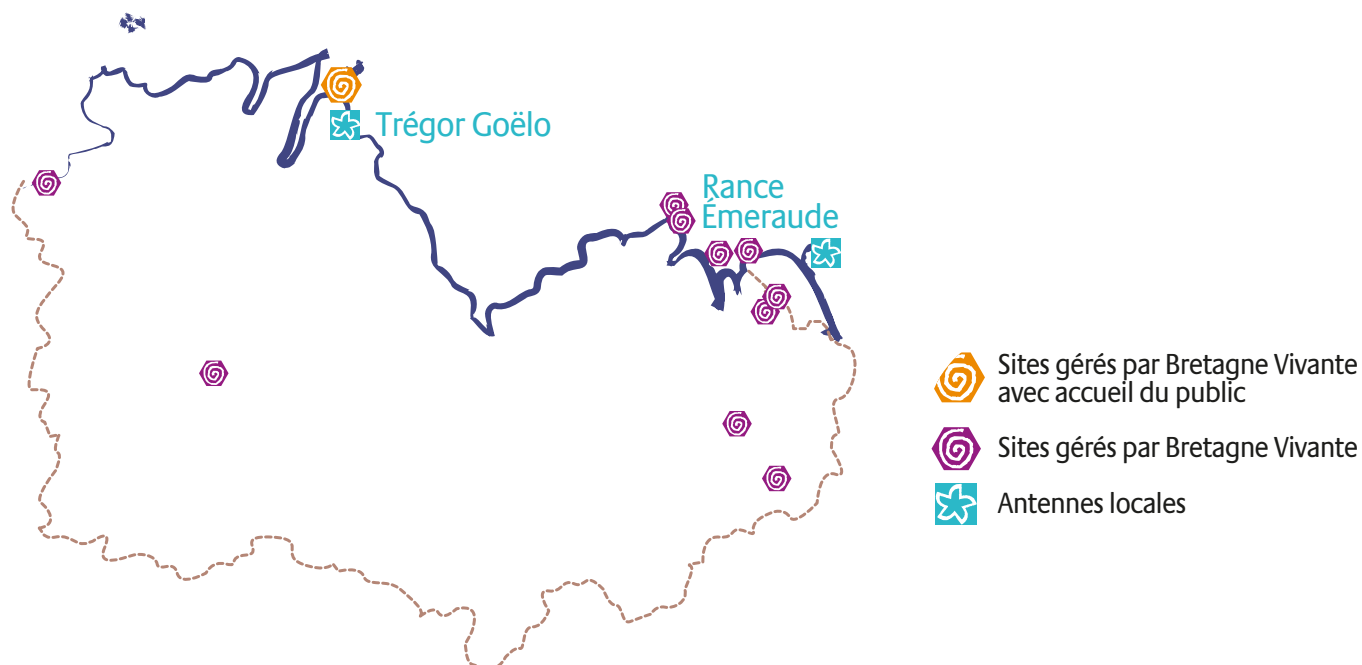 Trégor Goëlo
Rance
Émeraude
Sites gérés par Bretagne Vivante
avec accueil du public
Sites gérés par Bretagne Vivante
Antennes locales